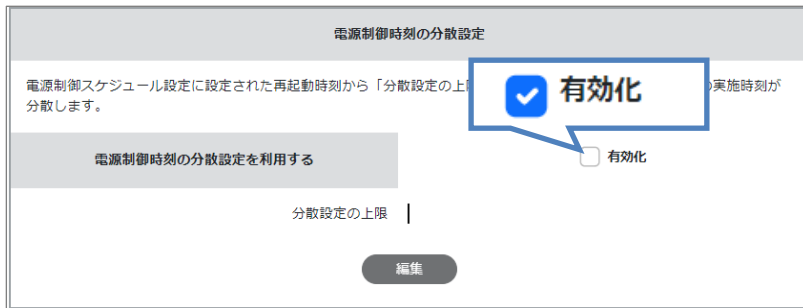 電源制御時刻の分散設定
電源制御スケジュール設定に設定された再起動時刻から「分散設定の上
の実施時刻が
分散します。
有効化
電源制御時刻の分散設定を利用する
有効化
分散設定の上限
編集